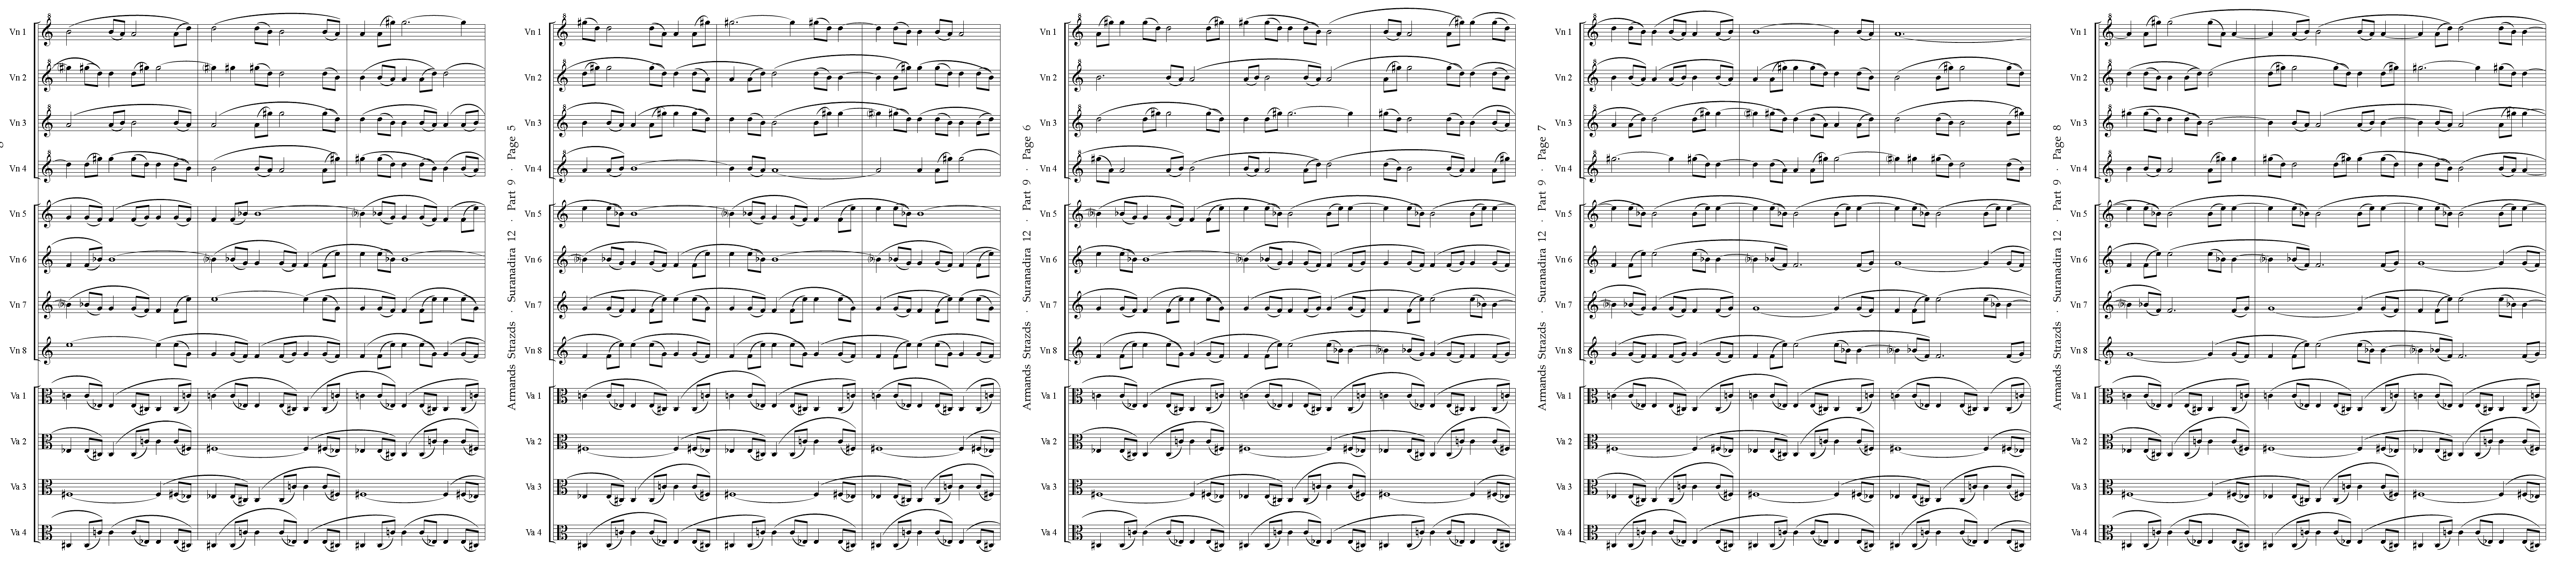 Vn 1
Vn 2
Vn 3
Vn 4
Vn 5
Vn 6
Vn 7
Vn 8
Va 1
Va 2
Va 3
Va 4
Armands Strazds · Suranadira 12 · Part 9 · Page 5
Vn 1
Vn 2
Vn 3
Vn 4
Vn 5
Vn 6
Vn 7
Vn 8
Va 1
Va 2
Va 3
Va 4
Armands Strazds · Suranadira 12 · Part 9 · Page 6
Vn 1
Vn 2
Vn 3
Vn 4
Vn 5
Vn 6
Vn 7
Vn 8
Va 1
Va 2
Va 3
Va 4
Armands Strazds · Suranadira 12 · Part 9 · Page 7
Vn 1
Vn 2
Vn 3
Vn 4
Vn 5
Vn 6
Vn 7
Vn 8
Va 1
Va 2
Va 3
Va 4
Armands Strazds · Suranadira 12 · Part 9 · Page 8
Vn 1
Vn 2
Vn 3
Vn 4
Vn 5
Vn 6
Vn 7
Vn 8
Va 1
Va 2
Va 3
Va 4